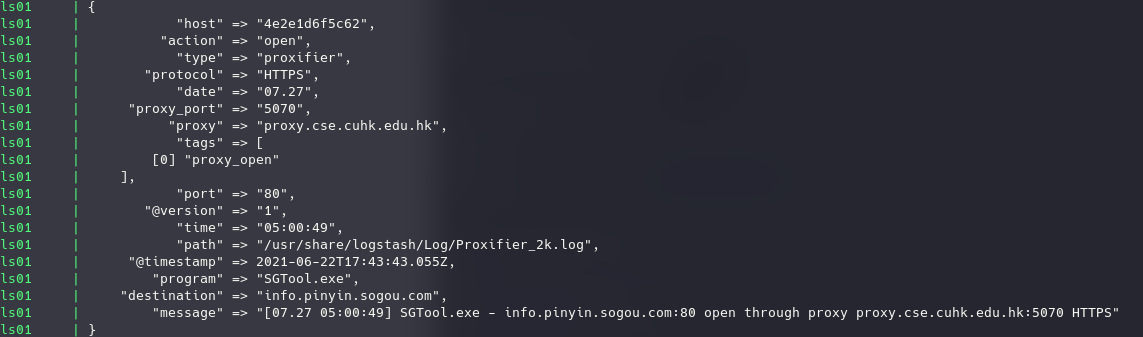 ls01 | {
ls01 | "host" => "4e2e1d6f5c62",
ls01 | "action" => "open",
ls01 | "type" => "proxifier",
ls01 | "protocol" => "HTTPS",
ls01 | "date" => "07.27",
ls01 | "proxy_port" => "5070",
ls01 | "proxy" => "proxy.cse.cuhk.edu.hk",
ls01 | "tags" => [
ls01 | [0] "proxy_open"
ls01 | ],
ls01 | "port" => "80",
ls01 | "@version" => "1",
ls01 | "time" => "05:00:49",
ls01 | "path" => "/usr/share/logstash/Log/Proxifier_2k.log",
ls01 | "@timestamp" => 2021-06-22T17:43:43.055Z,
ls01 | "program" => "SGTool.exe",
ls01 | "destination" => "info.pinyin.sogou.com",
ls01 | "message" => "[07.27 05:00:49] SGTool.exe - info.pinyin.sogou.com:80 open through proxy proxy.cse.cuhk.edu.hk:5070 HTTPS"
ls01 | }